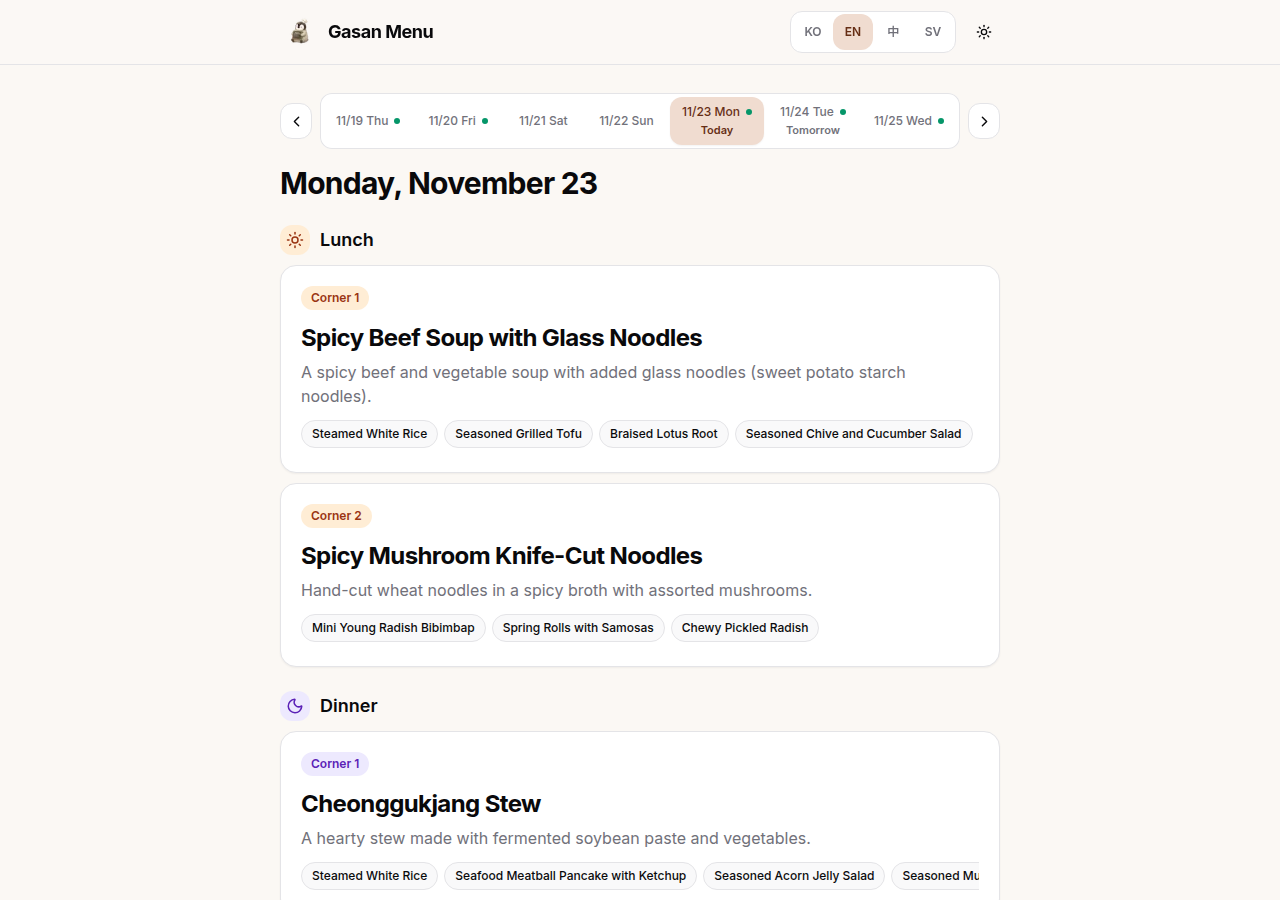 Gasan Menu
KO EN 中 SV
11/19 Thu
11/20 Fri
11/21 Sat
11/22 Sun
11/23 Mon
Today
11/24 Tue
Tomorrow
11/25 Wed
Monday, November 23
Lunch
Corner 1
Spicy Beef Soup with Glass Noodles
A spicy beef and vegetable soup with added glass noodles (sweet potato starch
noodles).
Steamed White Rice Seasoned Grilled Tofu Braised Lotus Root Seasoned Chive and Cucumber Salad
Corner 2
Spicy Mushroom Knife-Cut Noodles
Hand-cut wheat noodles in a spicy broth with assorted mushrooms.
Mini Young Radish Bibimbap Spring Rolls with Samosas Chewy Pickled Radish
Dinner
Corner 1
Cheonggukjang Stew
A hearty stew made with fermented soybean paste and vegetables.
Steamed White Rice Seafood Meatball Pancake with Ketchup Seasoned Acorn Jelly Salad Seasoned